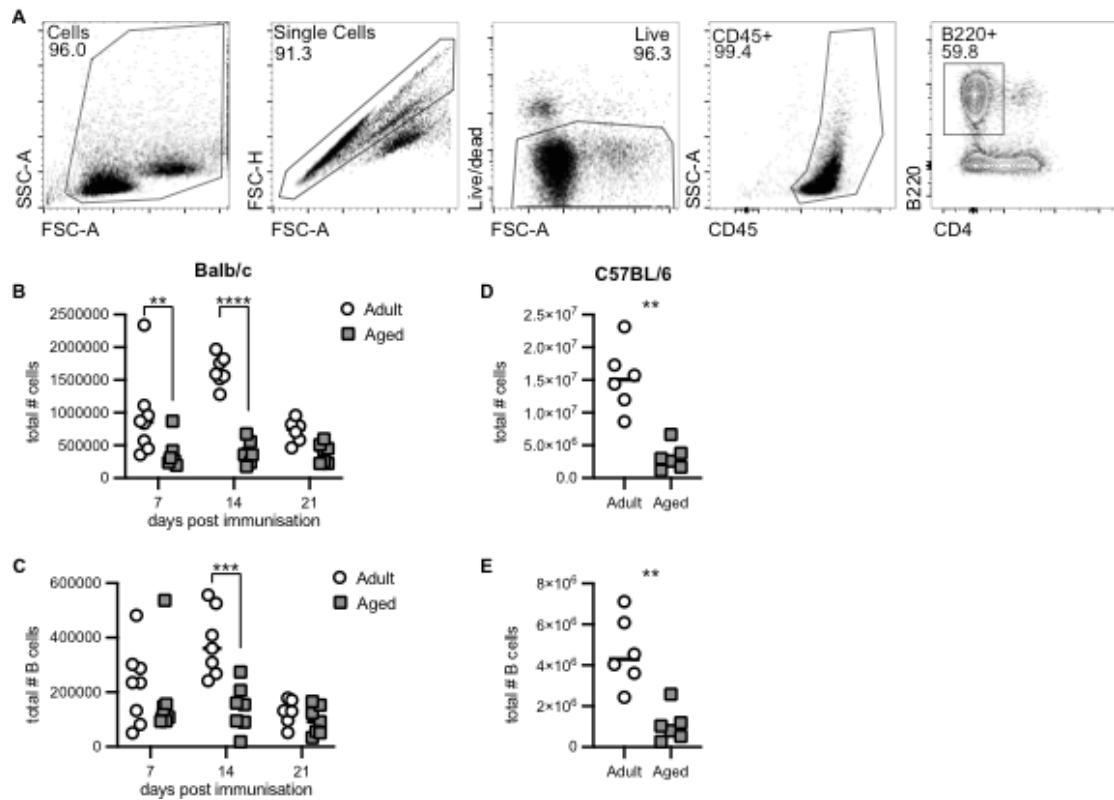 A
Cells
96.0
SSC-A
FSC-A
Single Cells
91.3
FSC-H
FSC-A
Live
96.3
Live/dead
FSC-A
CD45+
99.4
SSC-A
CD45
B220+
59.8
B220
CD4
Balb/c
B
2500000
2000000
1500000
1000000
500000
0
total # cells
**
****
Adult
Aged
7
14
21
days post immunisation
C57BL/6
D
2.5×10⁷
2.0×10⁷
1.5×10⁷
1.0×10⁷
5.0×10⁶
0.0
total # cells
**
Adult
Aged
C
600000
400000
200000
0
total # B cells
***
Adult
Aged
7
14
21
days post immunisation
E
8×10⁶
6×10⁶
4×10⁶
2×10⁶
0
total # B cells
**
Adult
Aged